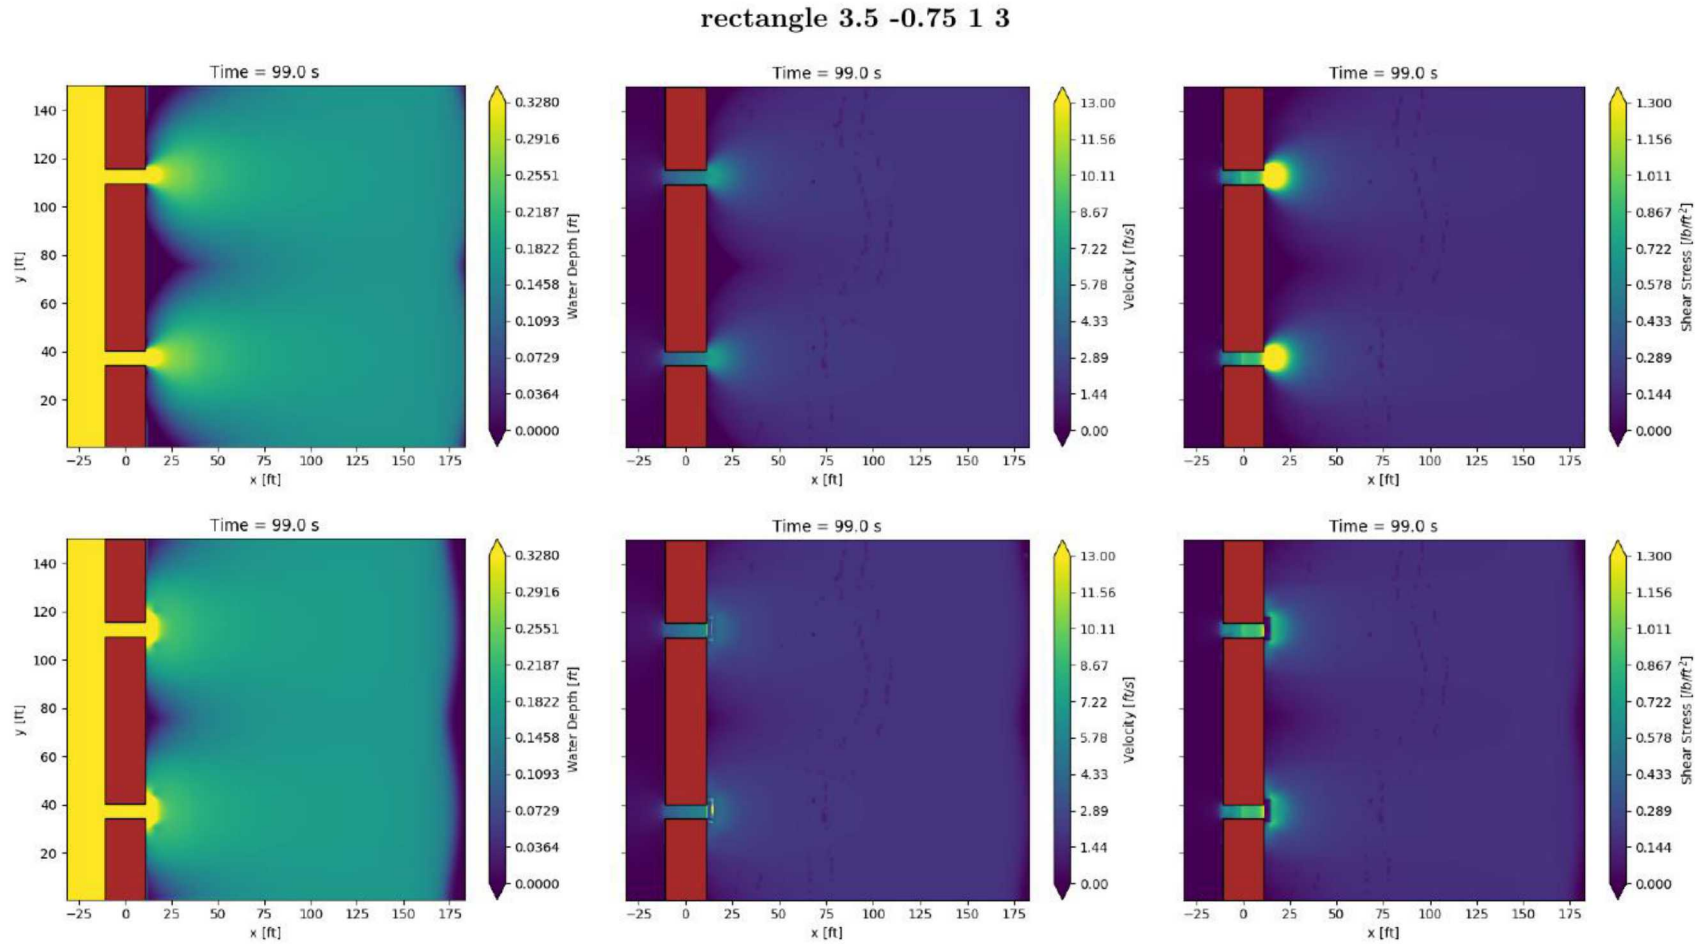 rectangle 3.5 -0.75 1 3
Time = 99.0 s
140
120
100
80
60
40
20
y [ft]
−25 0 25 50 75 100 125 150 175
x [ft]
0.3280
0.2916
0.2551
0.2187
0.1822
0.1458
0.1093
0.0729
0.0364
0.0000
Water Depth [ft]
Time = 99.0 s
−25 0 25 50 75 100 125 150 175
x [ft]
13.00
11.56
10.11
8.67
7.22
5.78
4.33
2.89
1.44
0.00
Velocity [ft/s]
Time = 99.0 s
−25 0 25 50 75 100 125 150 175
x [ft]
1.300
1.156
1.011
0.867
0.722
0.578
0.433
0.289
0.144
0.000
Shear Stress [lb/ft²]
Time = 99.0 s
140
120
100
80
60
40
20
y [ft]
−25 0 25 50 75 100 125 150 175
x [ft]
0.3280
0.2916
0.2551
0.2187
0.1822
0.1458
0.1093
0.0729
0.0364
0.0000
Water Depth [ft]
Time = 99.0 s
−25 0 25 50 75 100 125 150 175
x [ft]
13.00
11.56
10.11
8.67
7.22
5.78
4.33
2.89
1.44
0.00
Velocity [ft/s]
Time = 99.0 s
−25 0 25 50 75 100 125 150 175
x [ft]
1.300
1.156
1.011
0.867
0.722
0.578
0.433
0.289
0.144
0.000
Shear Stress [lb/ft²]